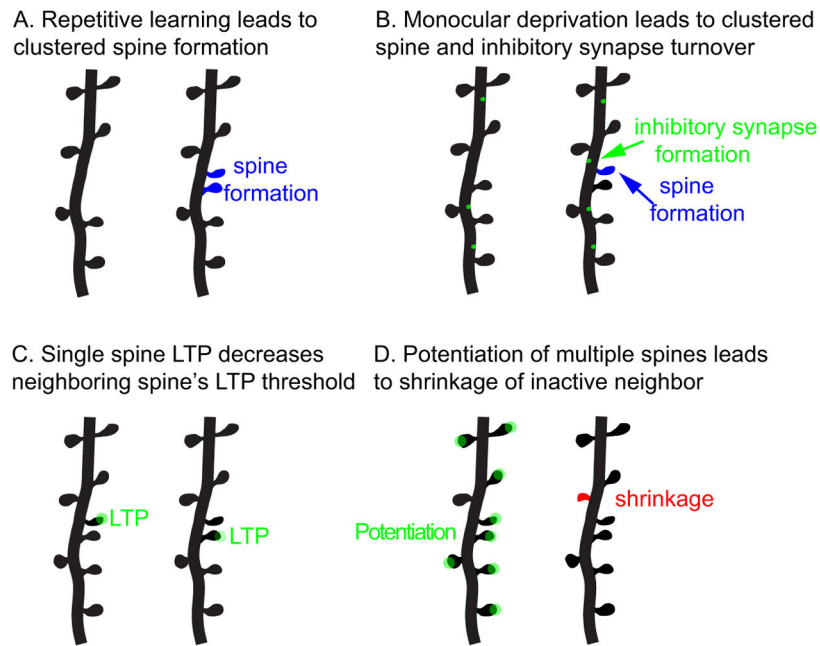 A. Repetitive learning leads to
clustered spine formation
spine
formation
B. Monocular deprivation leads to clustered
spine and inhibitory synapse turnover
inhibitory synapse
formation
spine
formation
C. Single spine LTP decreases
neighboring spine's LTP threshold
LTP
LTP
D. Potentiation of multiple spines leads
to shrinkage of inactive neighbor
Potentiation
shrinkage